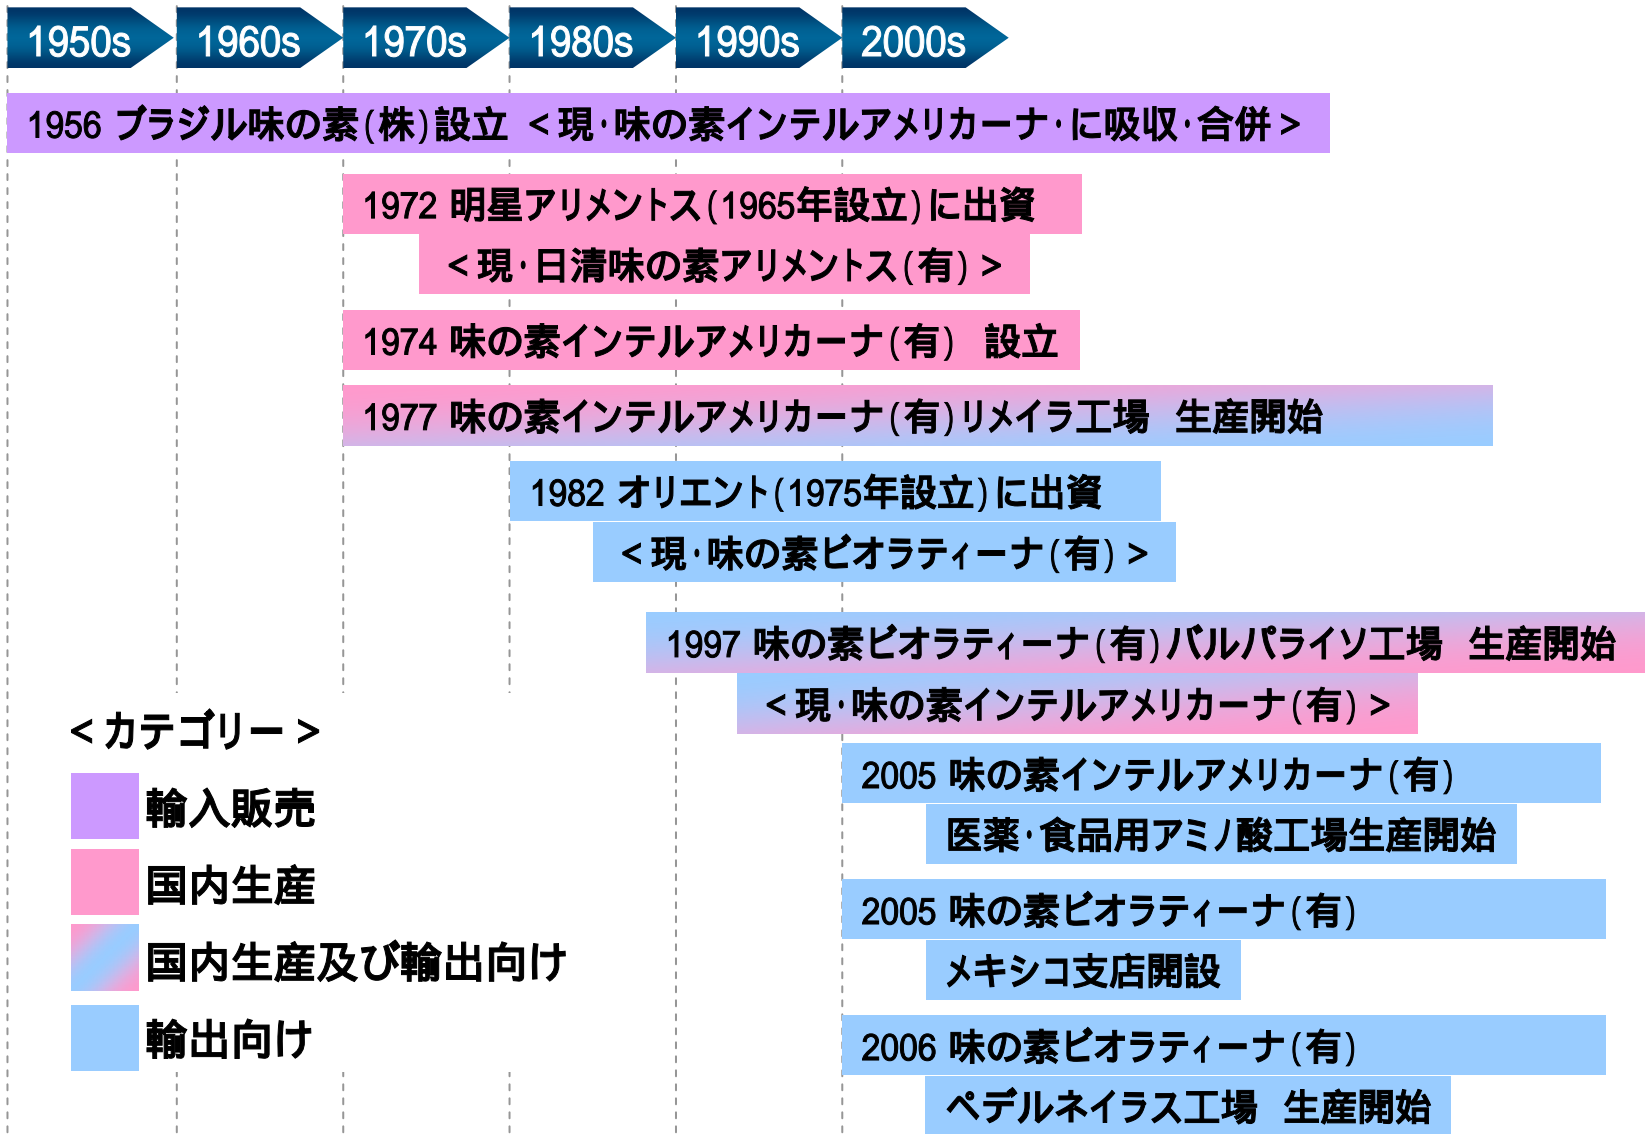 1950s 1960s 1970s 1980s 1990s 2000s
1956 ブラジル味の素(株)設立 <現・味の素インテルアメリカーナ・に吸収・合併>
1972 明星アリメントス(1965年設立)に出資
<現・日清味の素アリメントス(有)>
1974 味の素インテルアメリカーナ(有)　設立
1977 味の素インテルアメリカーナ(有)リメイラ工場　生産開始
1982 オリエント(1975年設立)に出資
<現・味の素ビオラティーナ(有)>
1997 味の素ビオラティーナ(有)バルパライソ工場　生産開始
<現・味の素インテルアメリカーナ(有)>
2005 味の素インテルアメリカーナ(有)
医薬・食品用アミノ酸工場生産開始
2005 味の素ビオラティーナ(有)
メキシコ支店開設
2006 味の素ビオラティーナ(有)
ペデルネイラス工場　生産開始
<カテゴリー>
輸入販売
国内生産
国内生産及び輸出向け
輸出向け